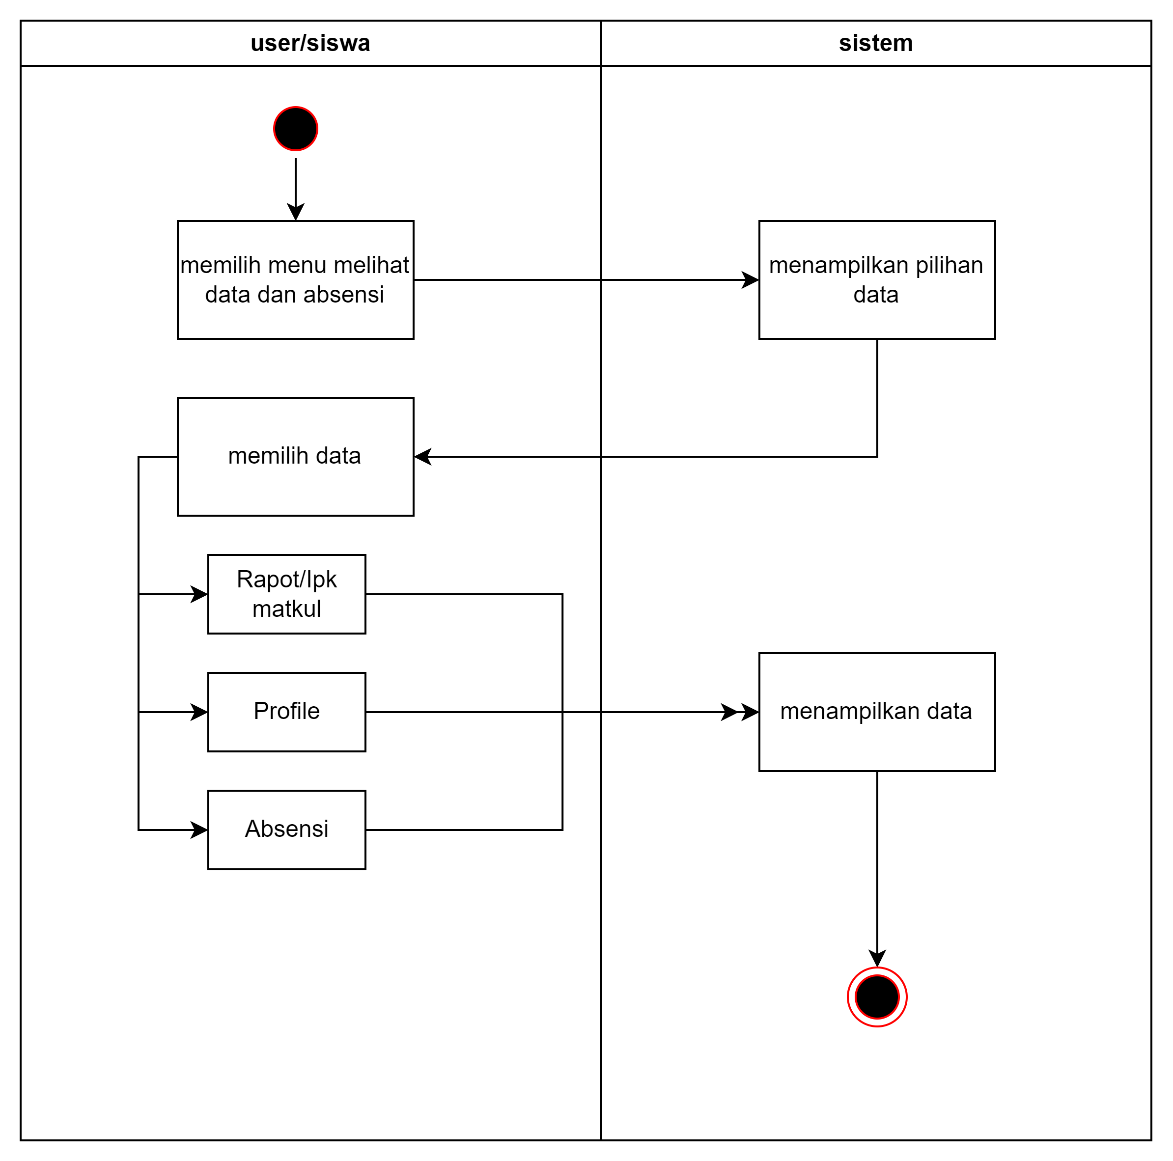 user/siswa
sistem
memilih menu melihat
data dan absensi
menampilkan pilihan
data
memilih data
Rapot/Ipk
matkul
Profile
menampilkan data
Absensi